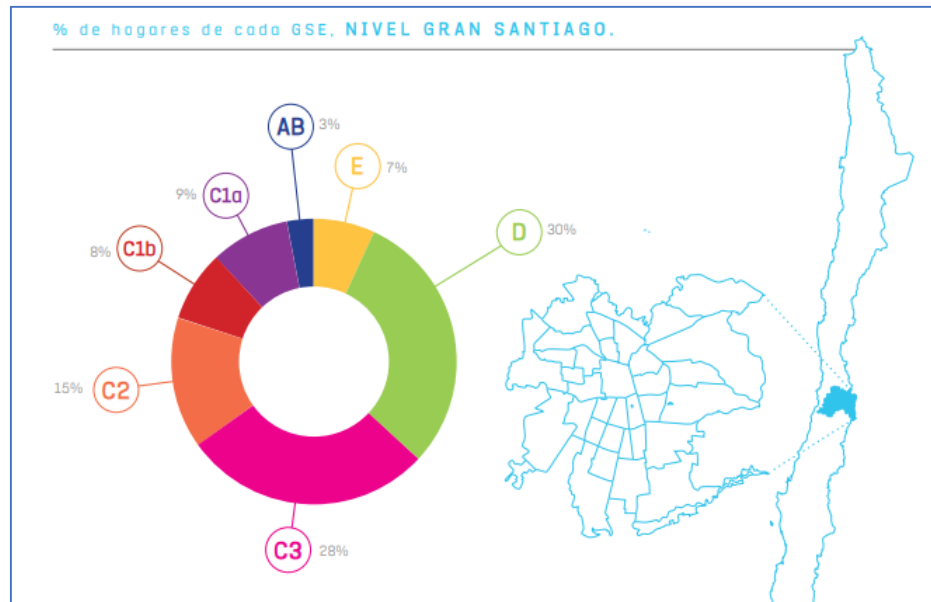 % de hogares de cada GSE, NIVEL GRAN SANTIAGO.
AB 3%
E 7%
C1a 9%
D 30%
C1b 8%
C2 15%
C3 28%